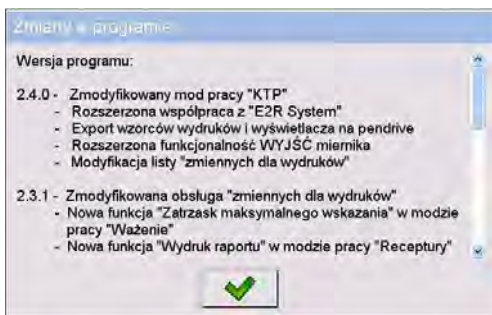 Zmiany w programie
Wersja programu:
2.4.0 - Zmodyfikowany mod pracy "KTP"
- Rozszerzona współpraca z "E2R System"
- Export wzorców wydruków i wyświetlacza na pendrive
- Rozszerzona funkcjonalność WYJŚĆ miernika
- Modyfikacja listy "zmiennych dla wydruków"
2.3.1 - Zmodyfikowana obsługa "zmiennych dla wydruków"
- Nowa funkcja "Zatrzask maksymalnego wskazania" w modzie
pracy "Ważenie"
- Nowa funkcja "Wydruk raportu" w modzie pracy "Receptury"